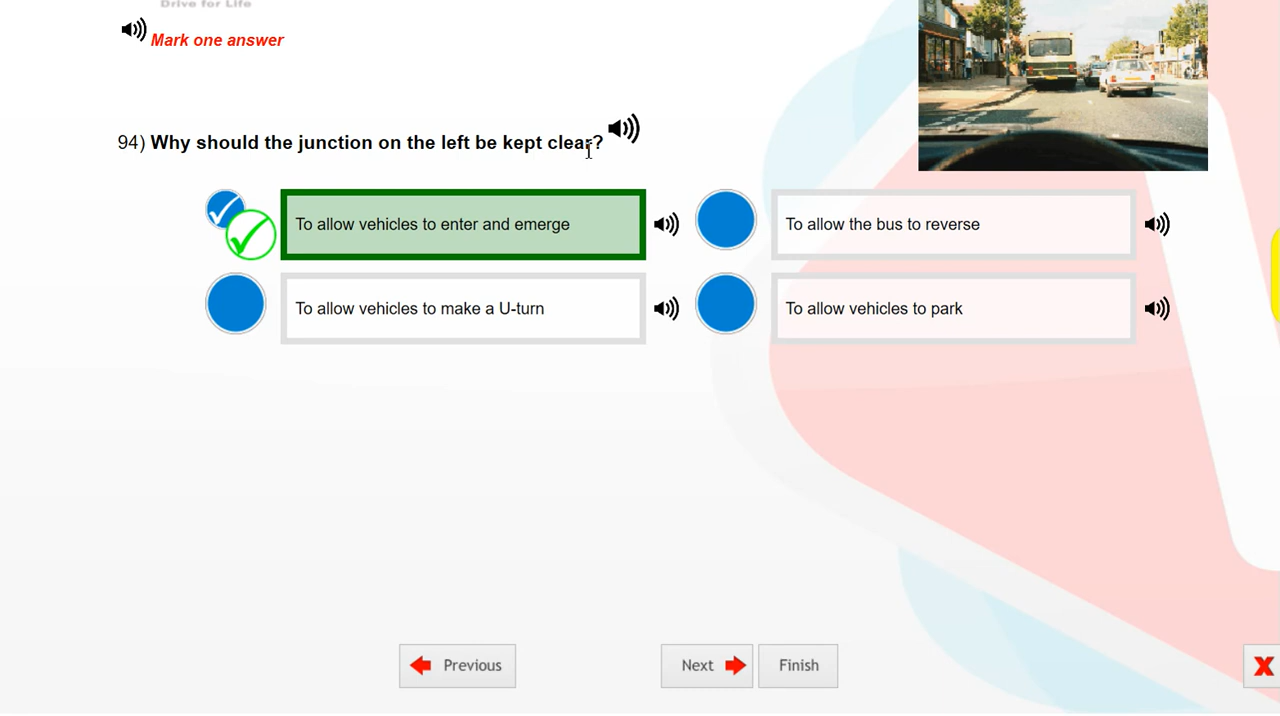 Drive for Life
Mark one answer
94) Why should the junction on the left be kept clear?
To allow vehicles to enter and emerge
To allow the bus to reverse
To allow vehicles to make a U-turn
To allow vehicles to park
Previous
Next
Finish
X